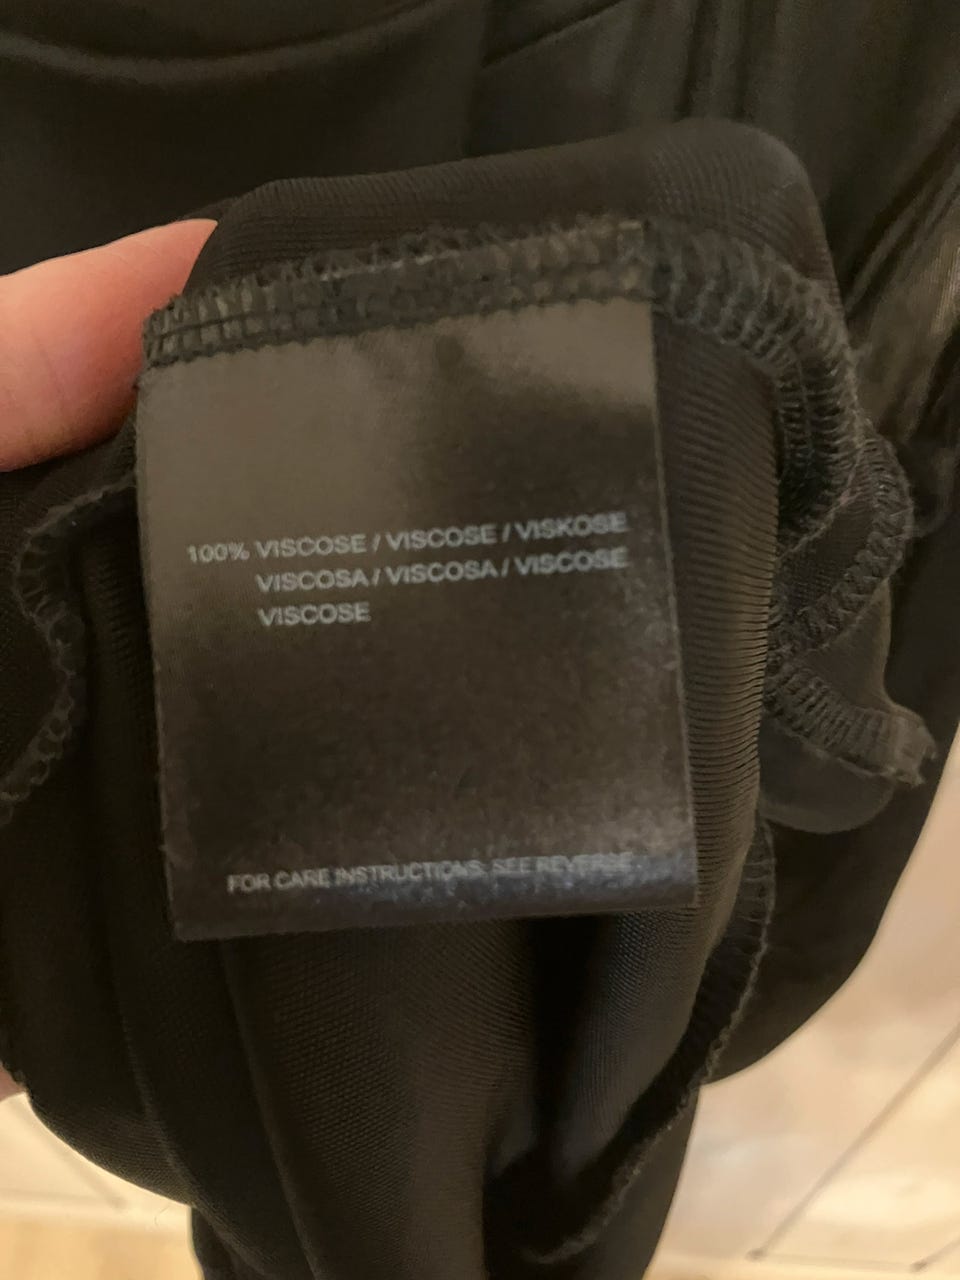 100% VISCOSE / VISCOSE / VISKOSE
VISCOSA / VISCOSA / VISCOSE
VISCOSE
FOR CARE INSTRUCTIONS: SEE REVERSE